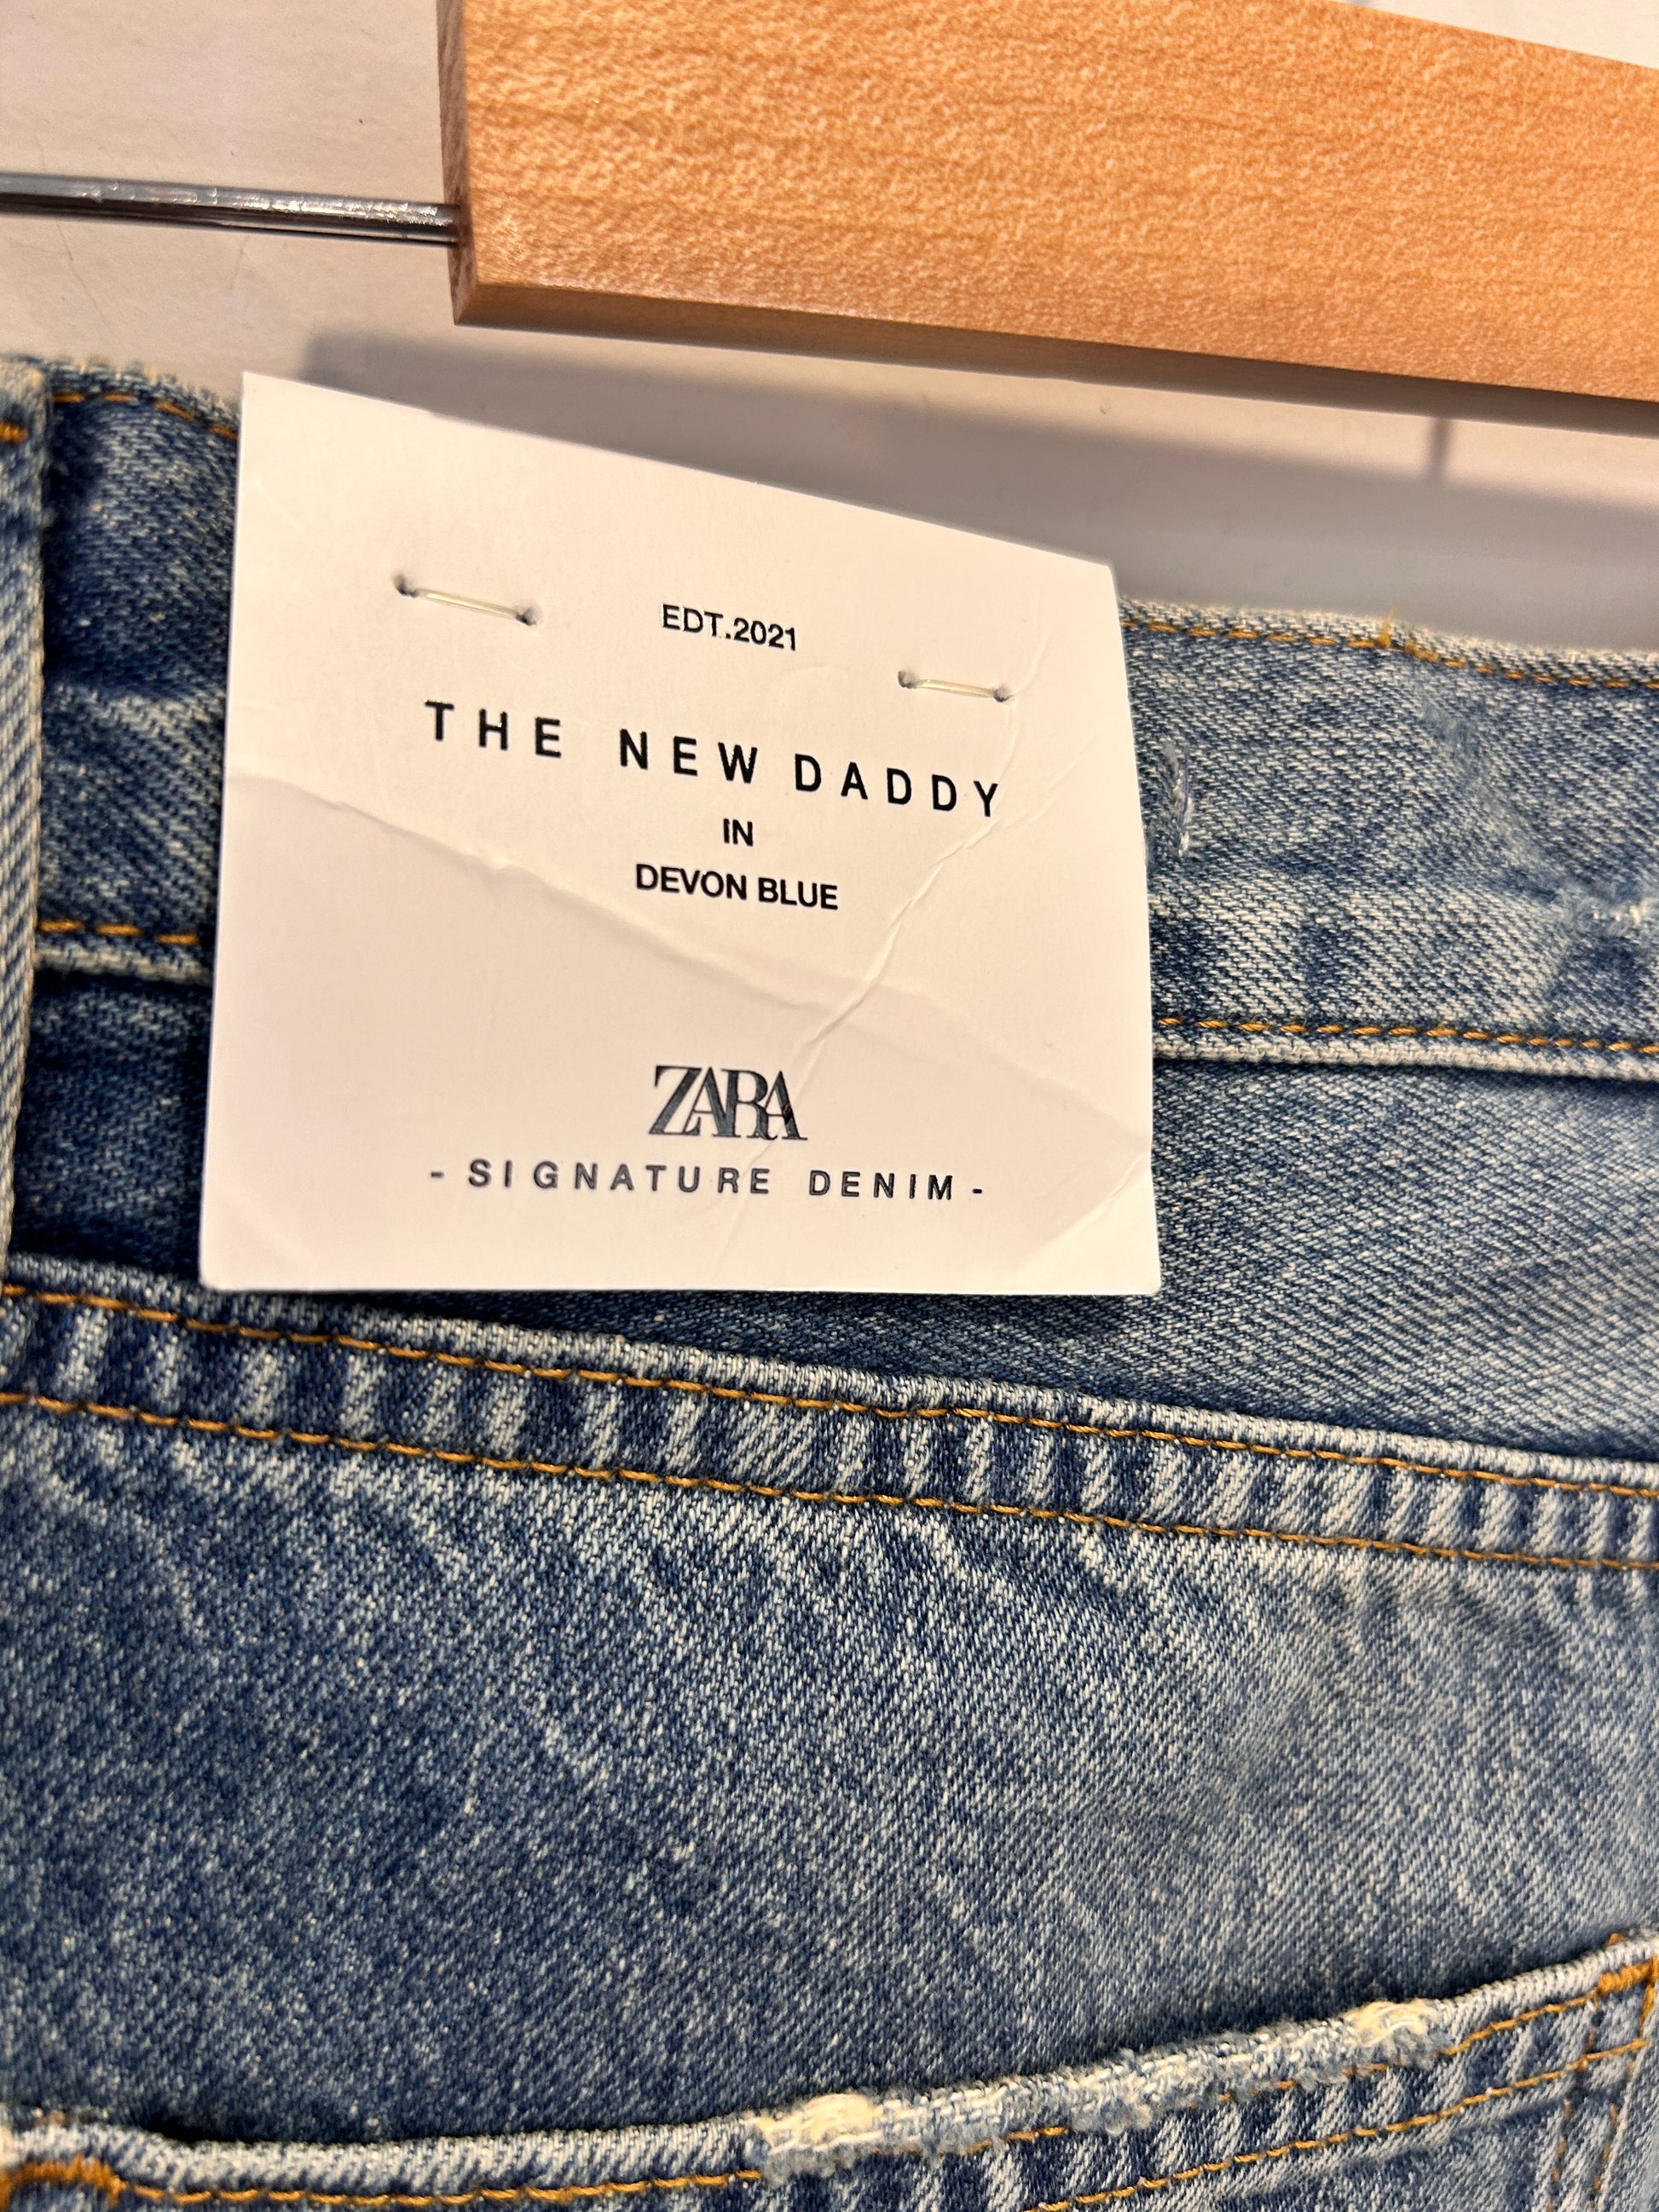 EDT.2021
THE NEW DADDY
IN
DEVON BLUE
ZARA
- SIGNATURE DENIM -